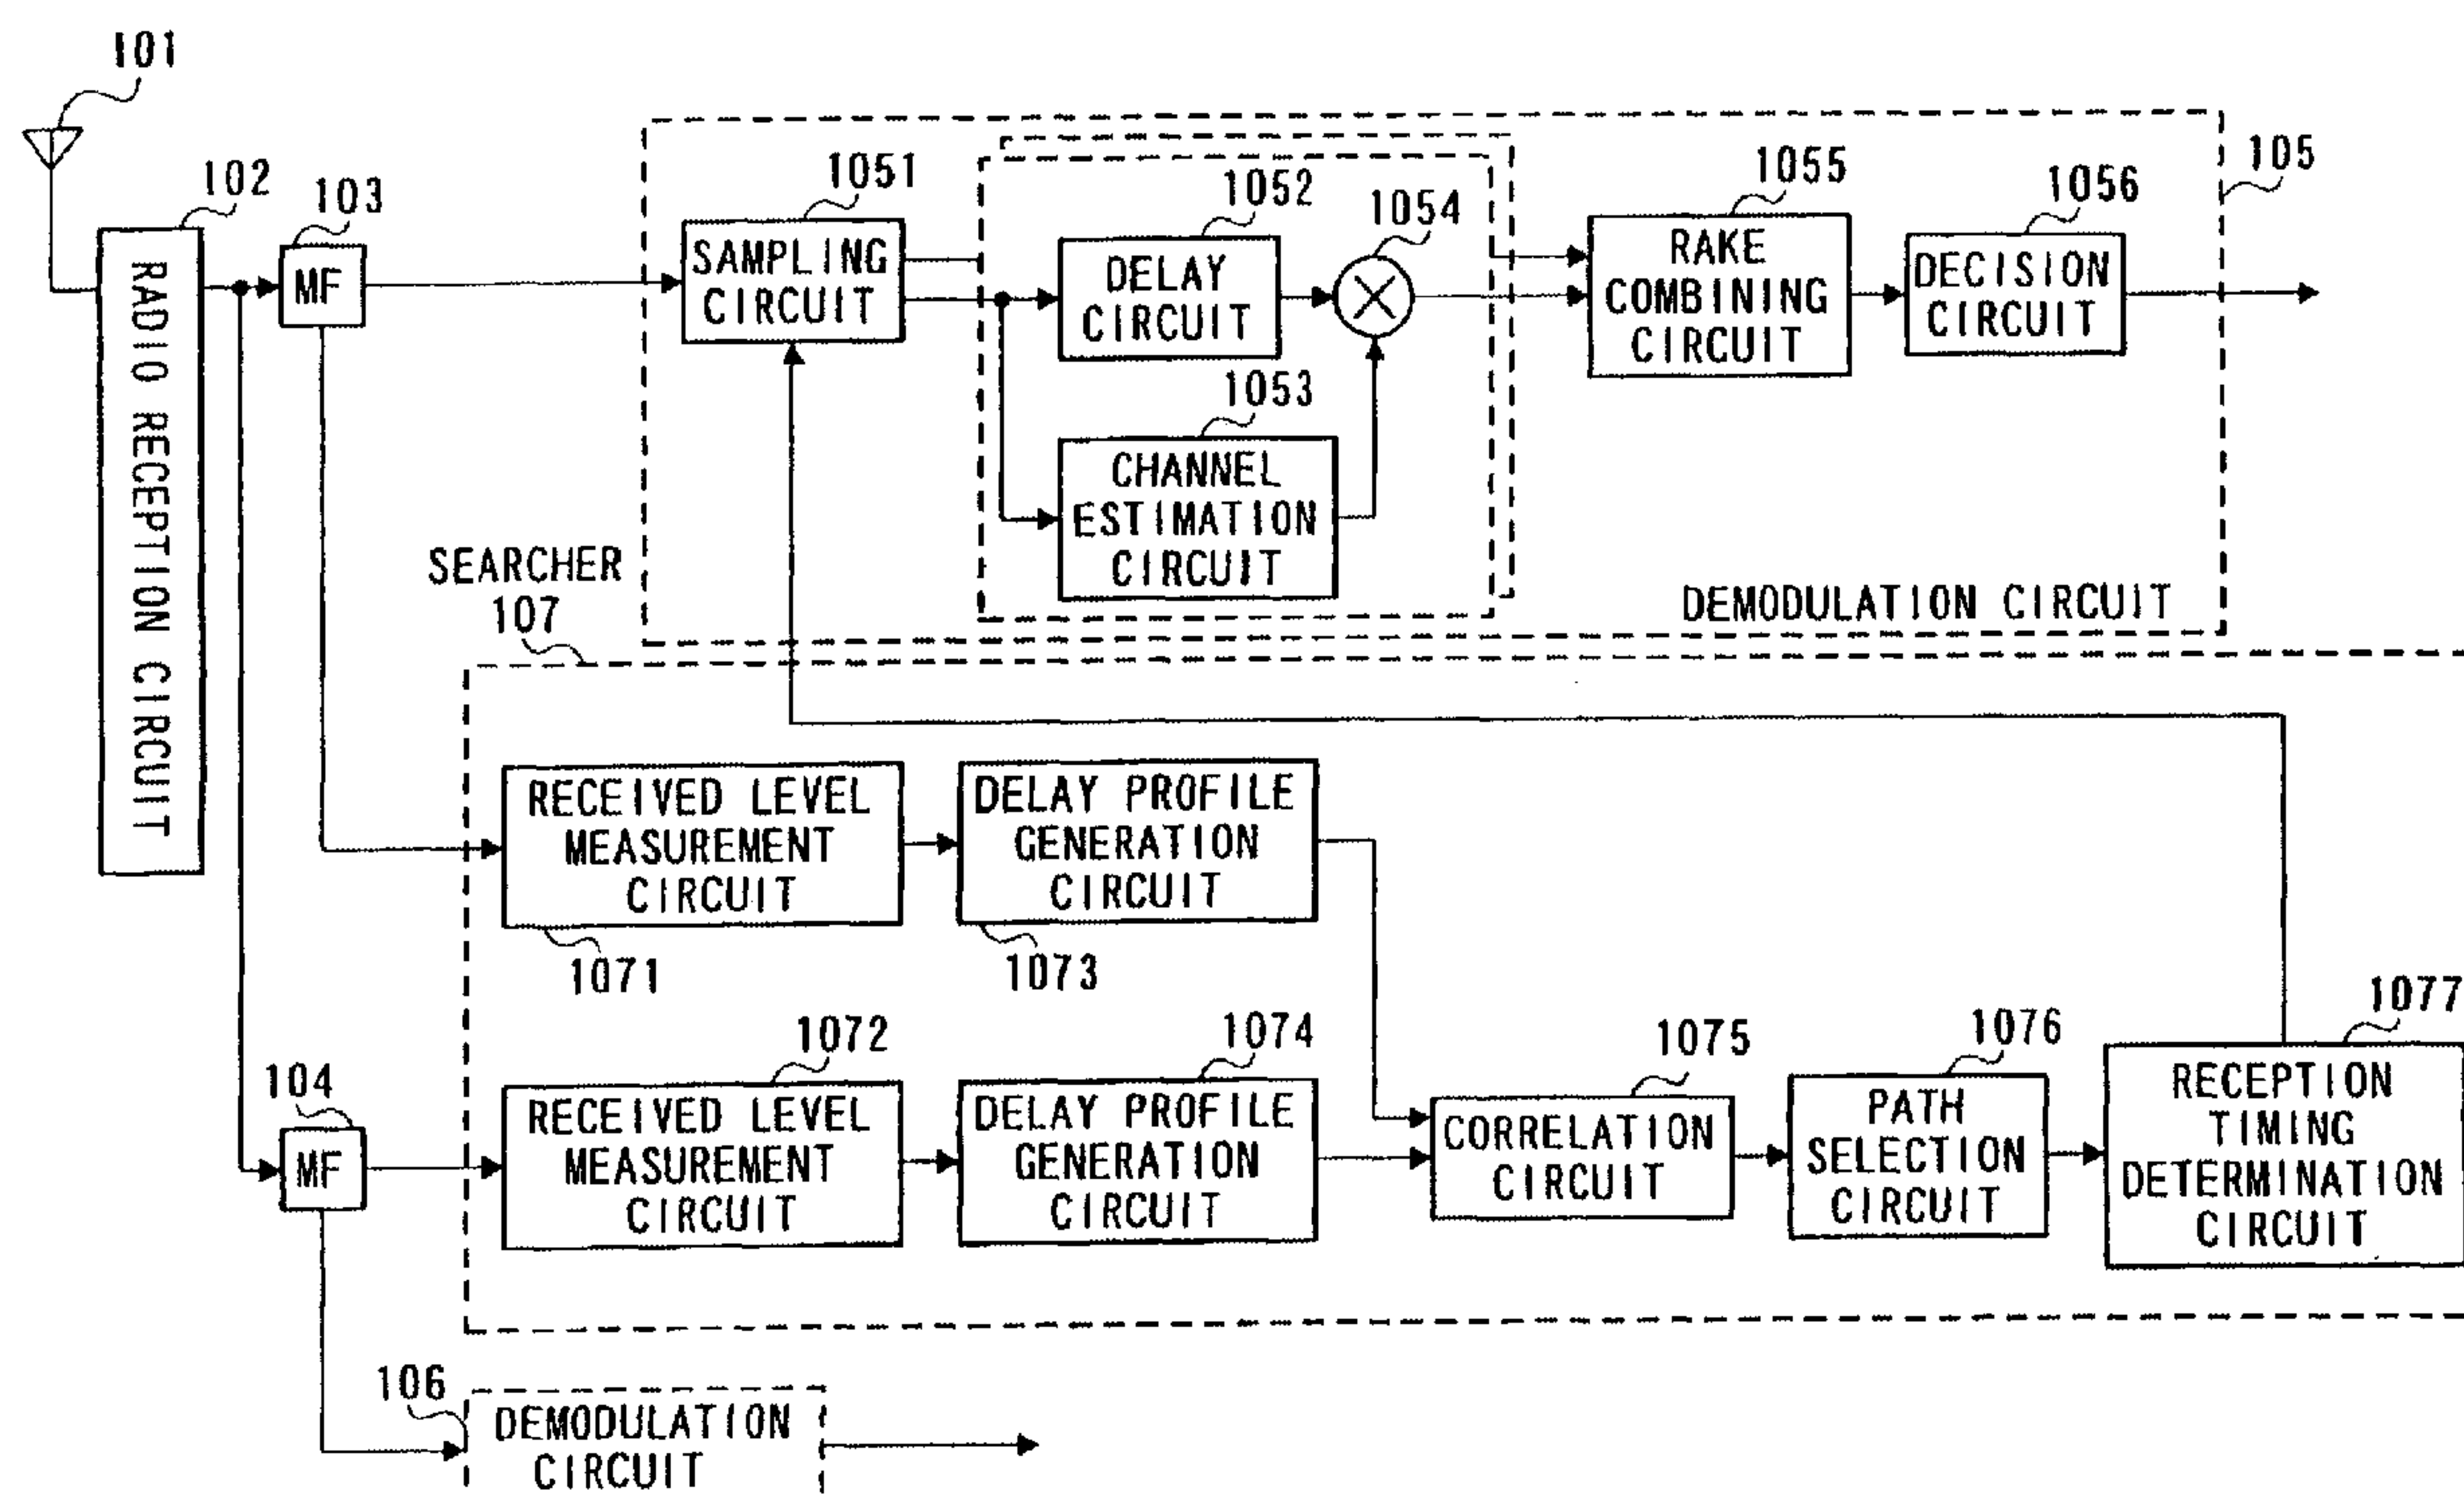 101
102
103
MF
RADIO RECEPTION CIRCUIT
1051
SAMPLING
CIRCUIT
1052
DELAY
CIRCUIT
1054
1053
CHANNEL
ESTIMATION
CIRCUIT
1055
RAKE
COMBINING
CIRCUIT
1056
DECISION
CIRCUIT
105
DEMODULATION CIRCUIT
SEARCHER
107
RECEIVED LEVEL
MEASUREMENT
CIRCUIT
1071
DELAY PROFILE
GENERATION
CIRCUIT
1073
104
MF
1072
RECEIVED LEVEL
MEASUREMENT
CIRCUIT
1074
DELAY PROFILE
GENERATION
CIRCUIT
1075
CORRELATION
CIRCUIT
1076
PATH
SELECTION
CIRCUIT
1077
RECEPTION
TIMING
DETERMINATION
CIRCUIT
106
DEMODULATION
CIRCUIT